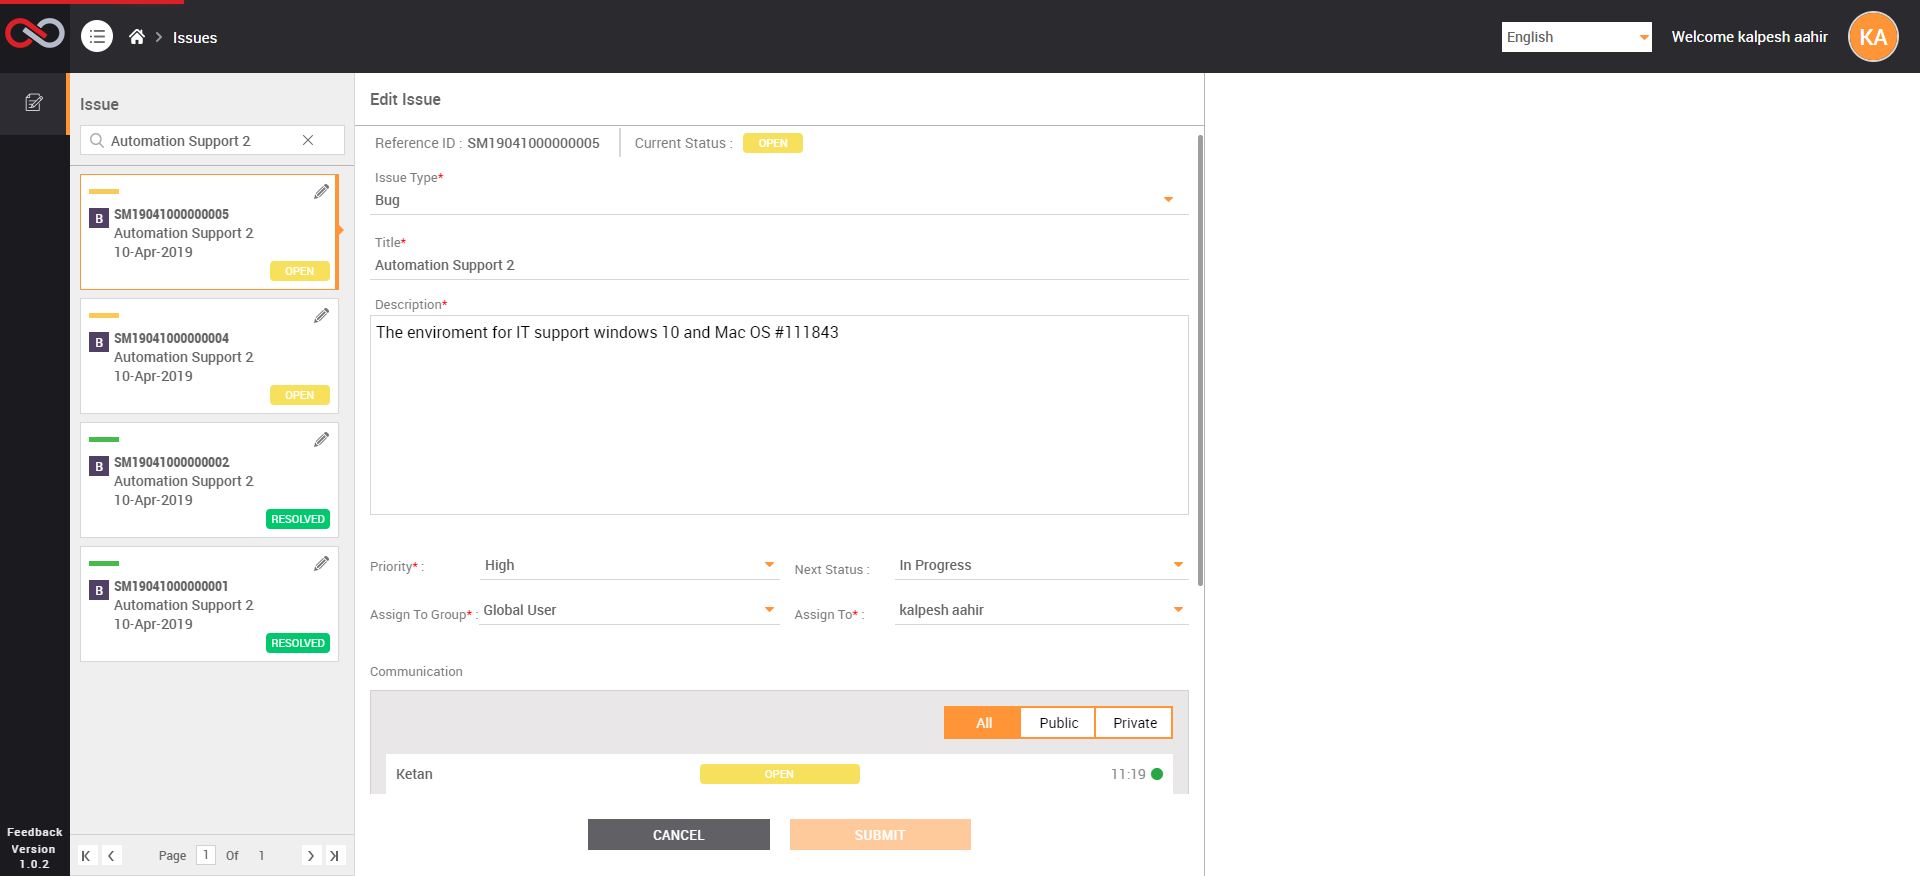 Issues
English
Welcome kalpesh aahir
KA
Issue
Automation Support 2
B
SM19041000000005
Automation Support 2
10-Apr-2019
OPEN
B
SM19041000000004
Automation Support 2
10-Apr-2019
OPEN
B
SM19041000000002
Automation Support 2
10-Apr-2019
RESOLVED
B
SM19041000000001
Automation Support 2
10-Apr-2019
RESOLVED
Page 1 Of 1
Feedback
Version
1.0.2
Edit Issue
Reference ID : SM19041000000005 Current Status : OPEN
Issue Type*
Bug
Title*
Automation Support 2
Description*
The enviroment for IT support windows 10 and Mac OS #111843
Priority* : High Next Status : In Progress
Assign To Group* : Global User Assign To* : kalpesh aahir
Communication
All Public Private
Ketan OPEN 11:19
CANCEL SUBMIT